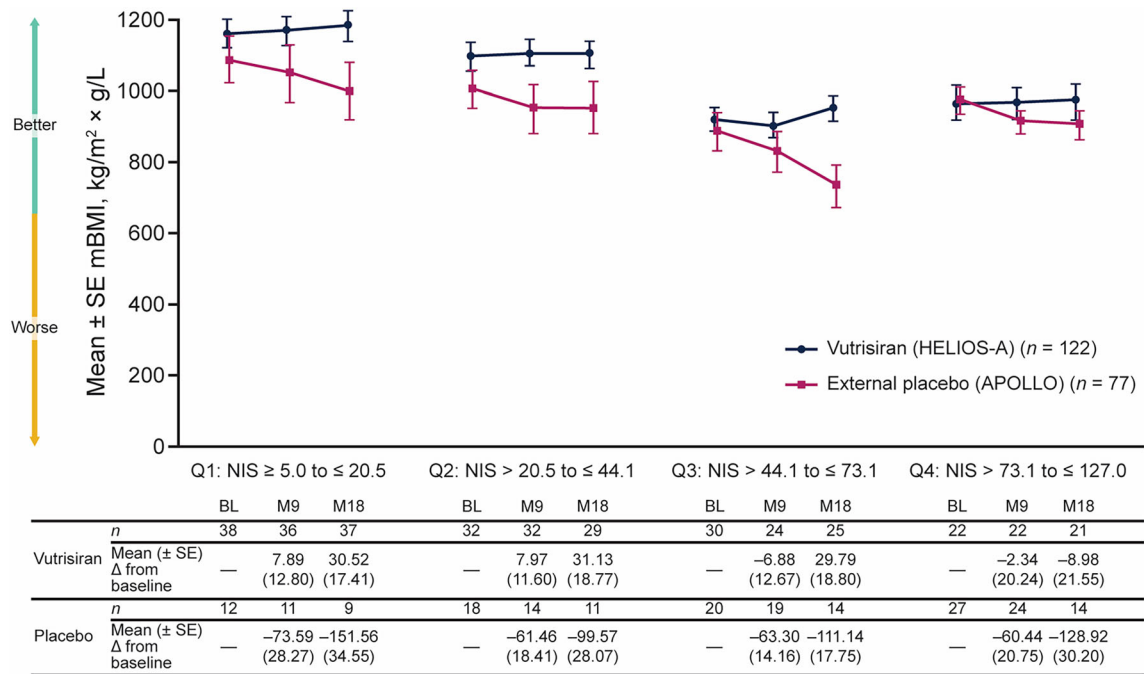 Better
Worse
Mean ± SE mBMI, kg/m² × g/L
1200
1000
800
600
400
200
0
Vutrisiran (HELIOS-A) (n = 122)
External placebo (APOLLO) (n = 77)
Q1: NIS ≥ 5.0 to ≤ 20.5 Q2: NIS > 20.5 to ≤ 44.1 Q3: NIS > 44.1 to ≤ 73.1 Q4: NIS > 73.1 to ≤ 127.0
BL M9 M18 BL M9 M18 BL M9 M18 BL M9 M18
Vutrisiran
n 38 36 37 32 32 29 30 24 25 22 22 21
Mean (± SE) 7.89 30.52 7.97 31.13 –6.88 29.79 –2.34 –8.98
Δ from — — — —
baseline (12.80) (17.41) (11.60) (18.77) (12.67) (18.80) (20.24) (21.55)
Placebo
n 12 11 9 18 14 11 20 19 14 27 24 14
Mean (± SE) –73.59 –151.56 –61.46 –99.57 –63.30 –111.14 –60.44 –128.92
Δ from — — — —
baseline (28.27) (34.55) (18.41) (28.07) (14.16) (17.75) (20.75) (30.20)